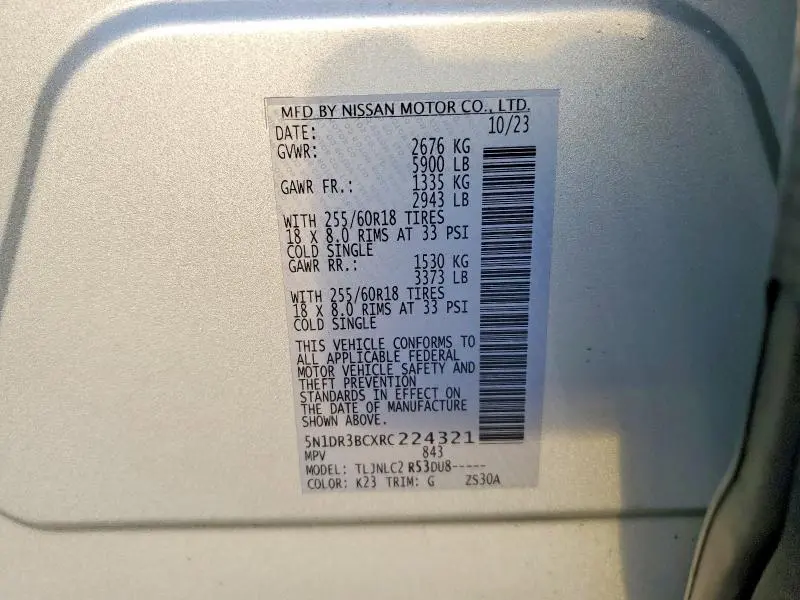 MFD BY NISSAN MOTOR CO., LTD.
DATE: 10/23
GVWR: 2676 KG
5900 LB
GAWR FR.: 1335 KG
2943 LB
WITH 255/60R18 TIRES
18 X 8.0 RIMS AT 33 PSI
COLD SINGLE
GAWR RR.: 1530 KG
3373 LB
WITH 255/60R18 TIRES
18 X 8.0 RIMS AT 33 PSI
COLD SINGLE
THIS VEHICLE CONFORMS TO
ALL APPLICABLE FEDERAL
MOTOR VEHICLE SAFETY AND
THEFT PREVENTION
STANDARDS IN EFFECT ON
THE DATE OF MANUFACTURE
SHOWN ABOVE.
5N1DR3BCXRC224321
MPV 843
MODEL: TLJNLC2 R53DU8-----
COLOR: K23 TRIM: G ZS30A